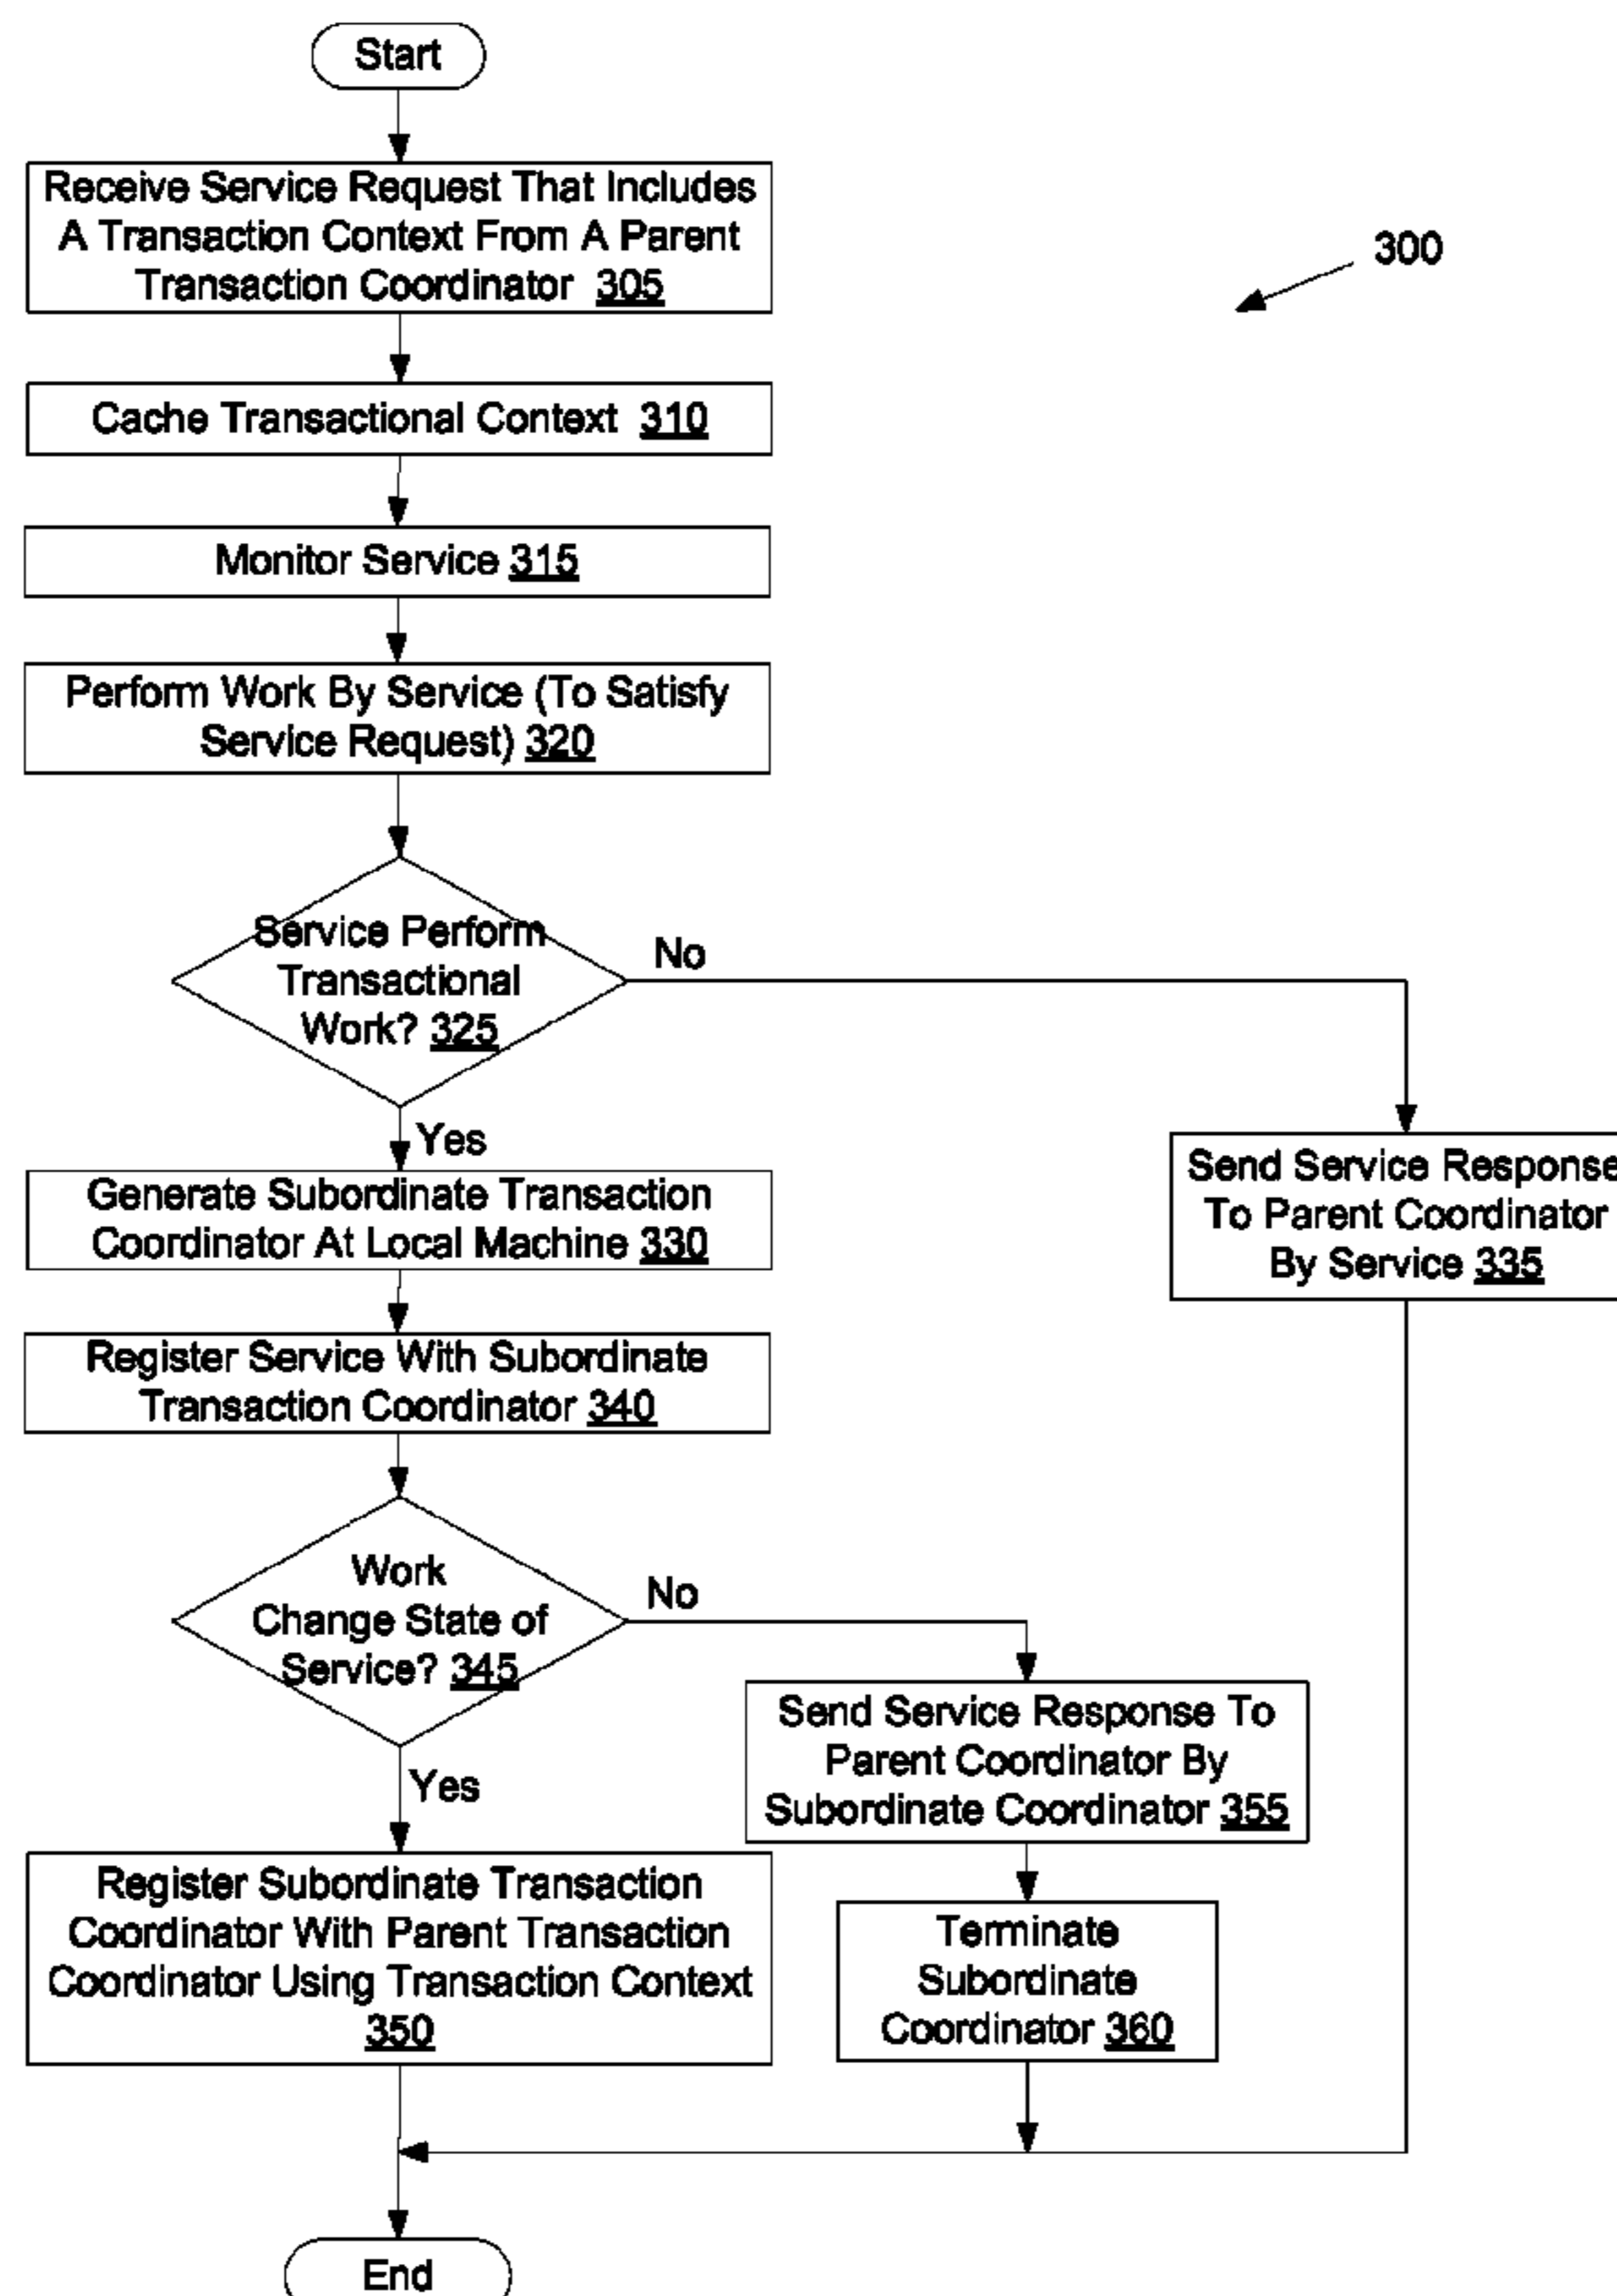 Start
Receive Service Request That Includes
A Transaction Context From A Parent
Transaction Coordinator 305
300
Cache Transactional Context 310
Monitor Service 315
Perform Work By Service (To Satisfy
Service Request) 320
Service Perform
Transactional
Work? 325
No
Yes
Generate Subordinate Transaction
Coordinator At Local Machine 330
Send Service Response
To Parent Coordinator
By Service 335
Register Service With Subordinate
Transaction Coordinator 340
Work
Change State of
Service? 345
No
Yes
Send Service Response To
Parent Coordinator By
Subordinate Coordinator 355
Register Subordinate Transaction
Coordinator With Parent Transaction
Coordinator Using Transaction Context
350
Terminate
Subordinate
Coordinator 360
End